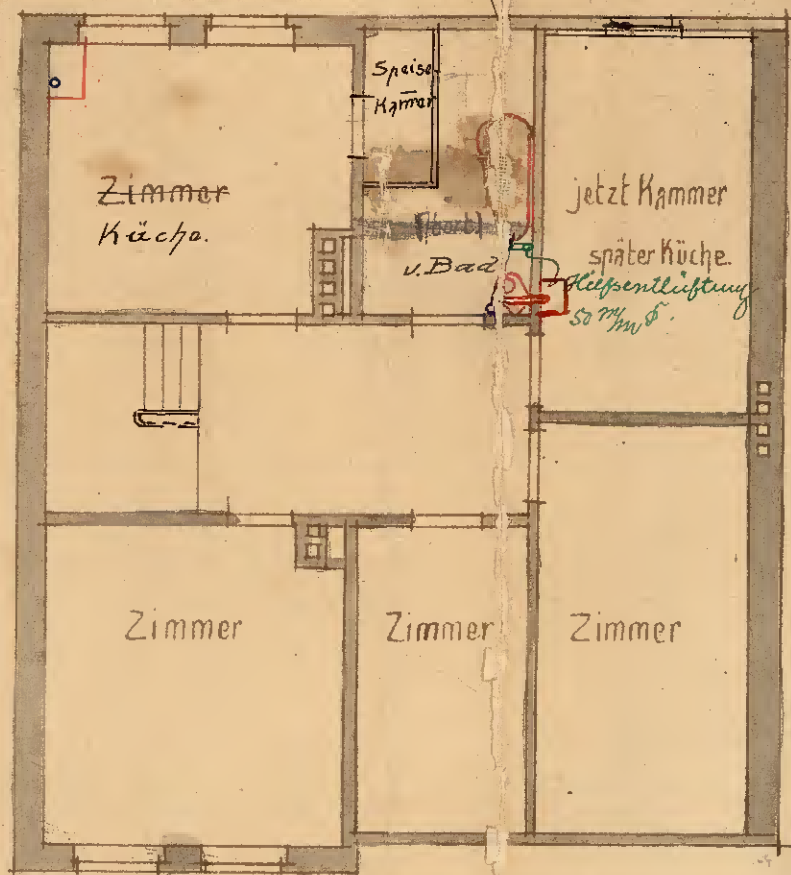 Speise
Kammer
Zimmer
Küche.
Abort
v. Bad
jetzt Kammer
später Küche.
Hilfsentlüftung
50 m/m
Zimmer
Zimmer
Zimmer